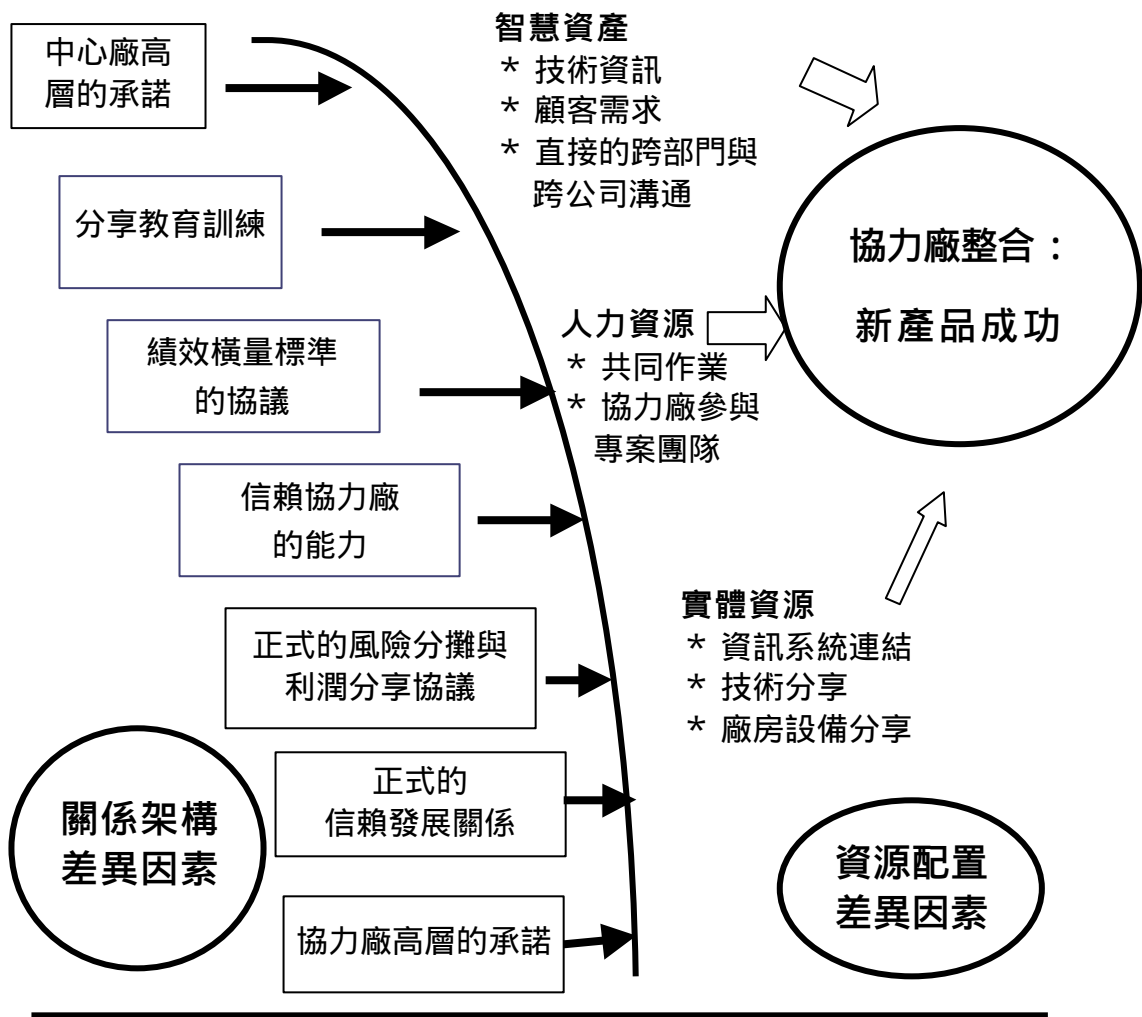 中心廠高
層的承諾
分享教育訓練
績效橫量標準
的協議
信賴協力廠
的能力
正式的風險分攤與
利潤分享協議
正式的
信賴發展關係
協力廠高層的承諾
關係架構
差異因素
智慧資產
* 技術資訊
* 顧客需求
* 直接的跨部門與
跨公司溝通
人力資源
* 共同作業
* 協力廠參與
專案團隊
實體資源
* 資訊系統連結
* 技術分享
* 廠房設備分享
協力廠整合：
新產品成功
資源配置
差異因素